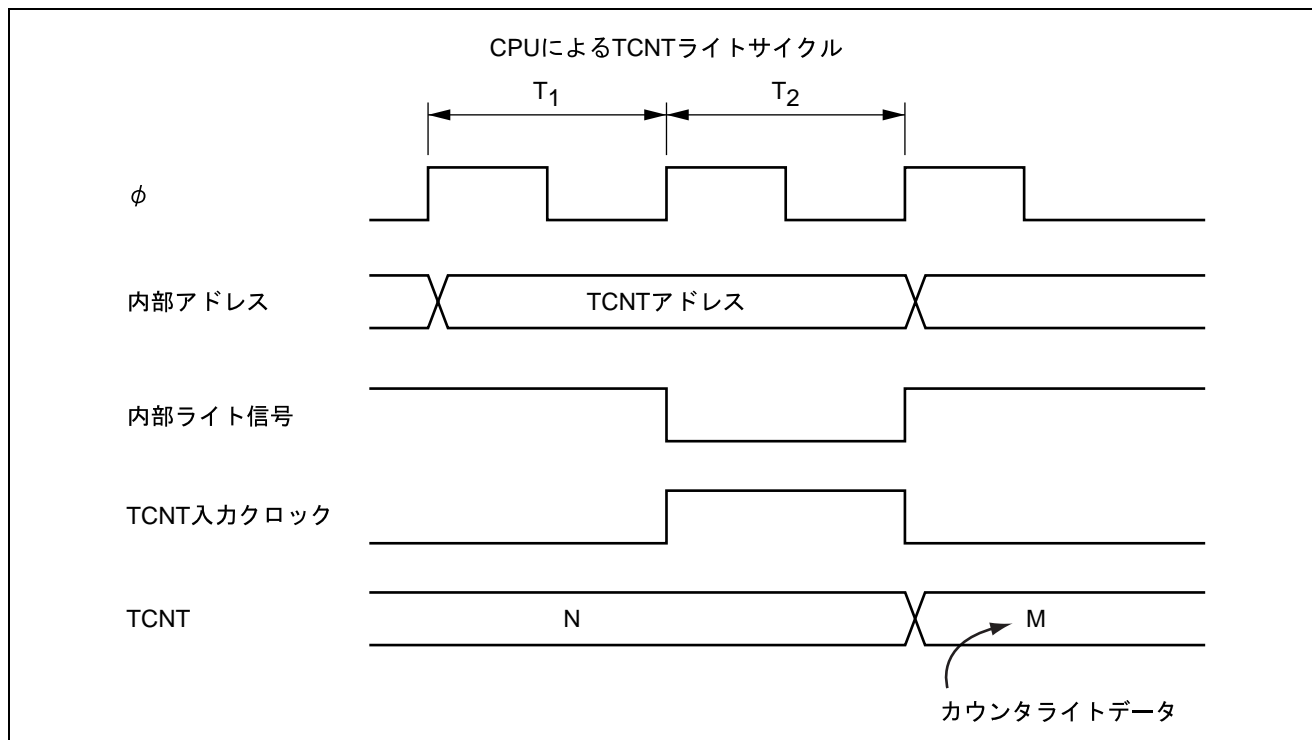 CPUによるTCNTライトサイクル
T1 T2
φ
内部アドレス TCNTアドレス
内部ライト信号
TCNT入力クロック
TCNT N M
カウンタライトデータ